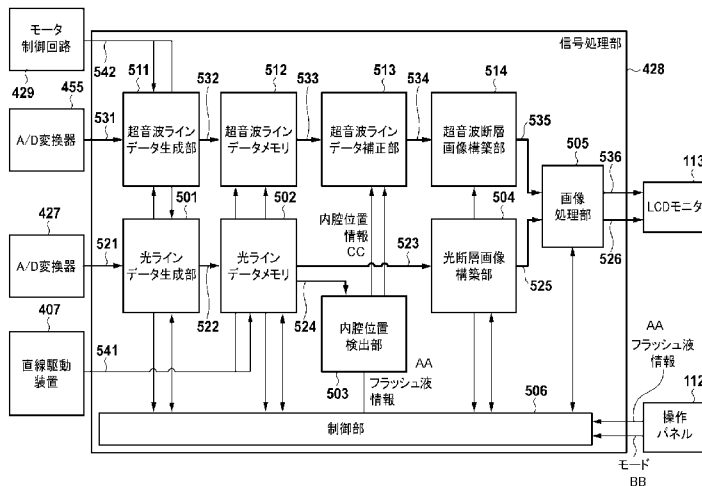 モータ
制御回路
429
542
信号処理部
428
455
A/D変換器
531
511
超音波ライン
データ生成部
532
512
超音波ライン
データメモリ
533
513
超音波ライン
データ補正部
534
514
超音波断層
画像構築部
535
505
画像
処理部
536
526
113
LCDモニタ
427
A/D変換器
521
501
光ライン
データ生成部
522
502
光ライン
データメモリ
523
524
内腔位置
情報
CC
504
光断層画像
構築部
525
407
直線駆動
装置
541
内腔位置
検出部
503
AA
フラッシュ液
情報
506
制御部
AA
フラッシュ液
情報
112
操作
パネル
モード
BB